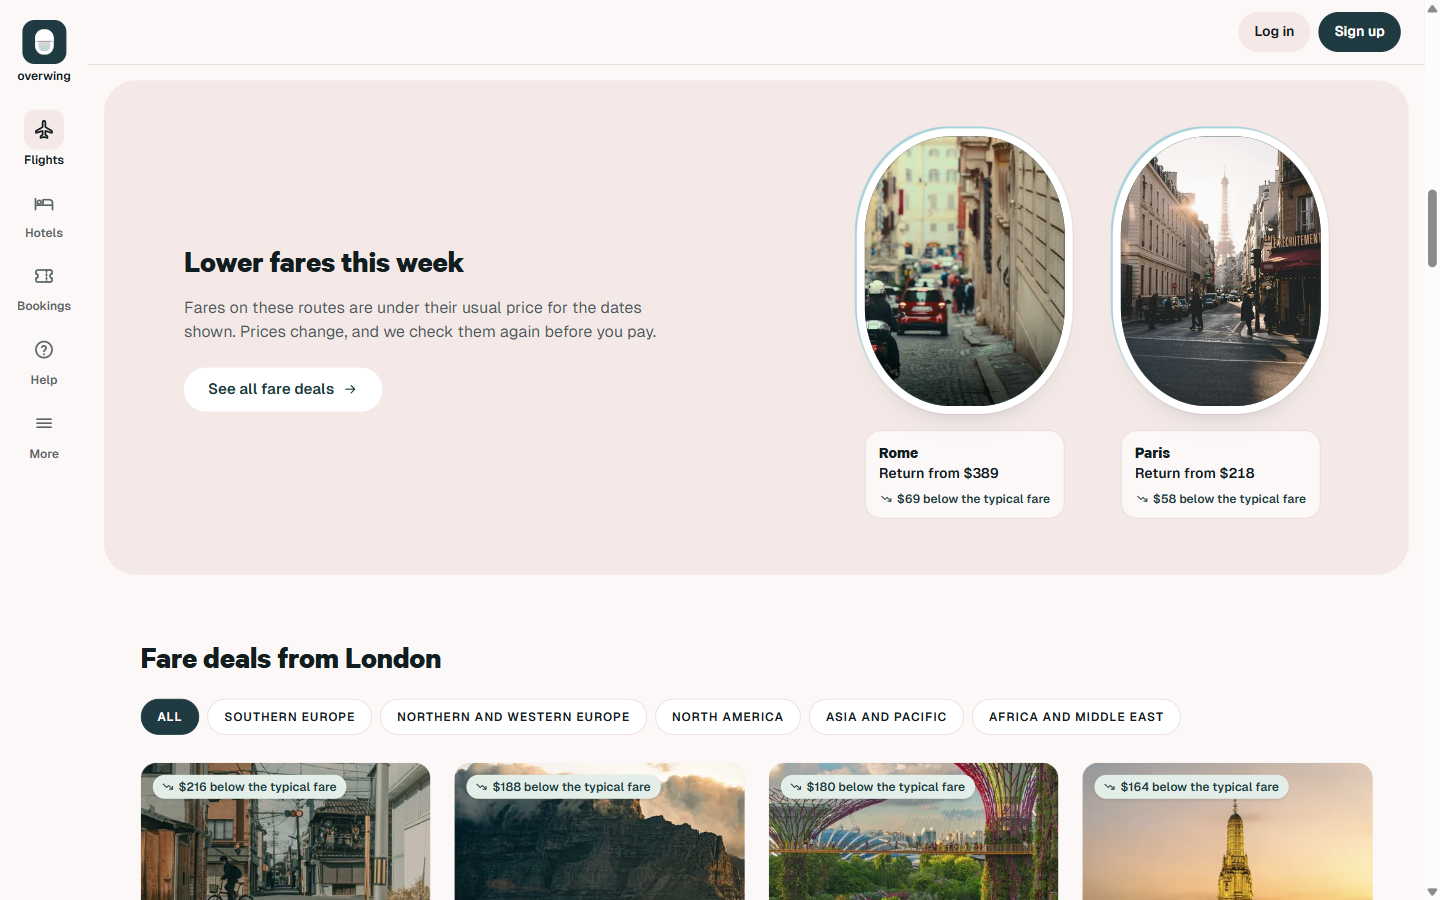 overwing
Flights
Hotels
Bookings
Help
More
Log in
Sign up
Lower fares this week
Fares on these routes are under their usual price for the dates
shown. Prices change, and we check them again before you pay.
See all fare deals
CAFE RECRUTEMENT
Rome
Return from $389
$69 below the typical fare
Paris
Return from $218
$58 below the typical fare
Fare deals from London
ALL
SOUTHERN EUROPE
NORTHERN AND WESTERN EUROPE
NORTH AMERICA
ASIA AND PACIFIC
AFRICA AND MIDDLE EAST
$216 below the typical fare
$188 below the typical fare
$180 below the typical fare
$164 below the typical fare